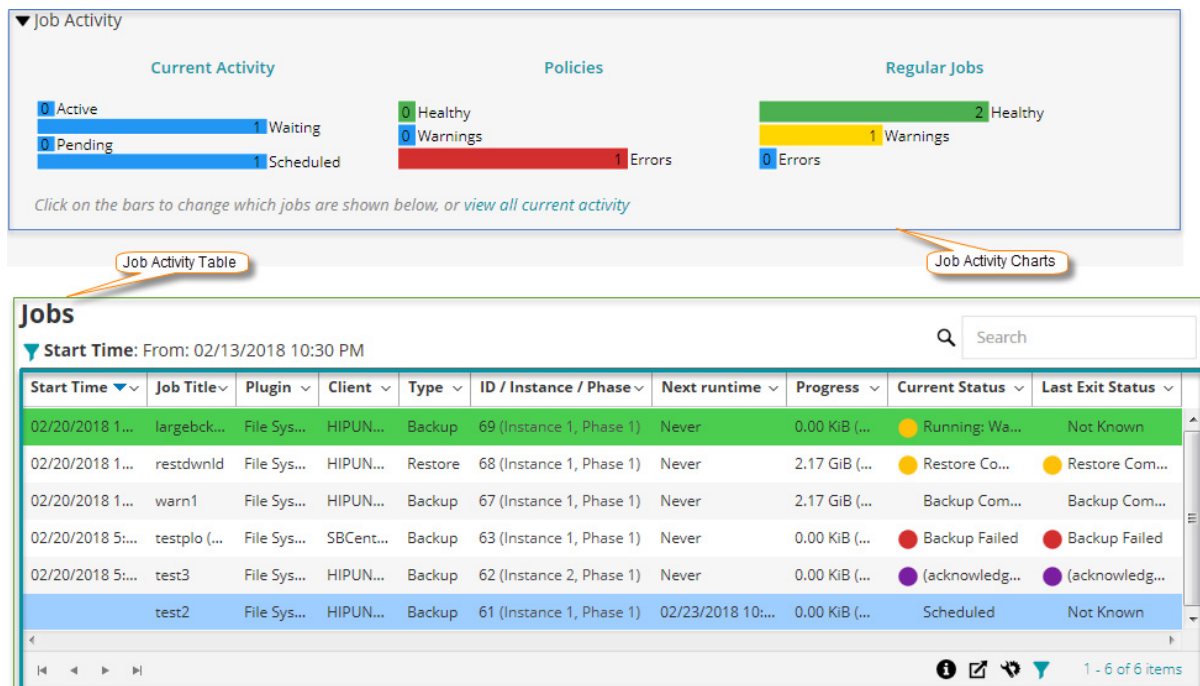 Job Activity
Current Activity
Policies
Regular Jobs
0 Active
1 Waiting
0 Pending
1 Scheduled
0 Healthy
0 Warnings
1 Errors
2 Healthy
1 Warnings
0 Errors
Click on the bars to change which jobs are shown below, or view all current activity
Job Activity Table
Job Activity Charts
Jobs
Start Time: From: 02/13/2018 10:30 PM
Search
Start Time Job Title Plugin Client Type ID / Instance / Phase Next runtime Progress Current Status Last Exit Status
02/20/2018 1... largebck... File Sys... HIPUN... Backup 69 (Instance 1, Phase 1) Never 0.00 KiB (... Running: Wa... Not Known
02/20/2018 1... restdwnld File Sys... HIPUN... Restore 68 (Instance 1, Phase 1) Never 2.17 GiB (... Restore Co... Restore Com...
02/20/2018 1... warn1 File Sys... HIPUN... Backup 67 (Instance 1, Phase 1) Never 2.17 GiB (... Backup Com... Backup Com...
02/20/2018 5:... testplo (... File Sys... SBCent... Backup 63 (Instance 1, Phase 1) Never 0.00 KiB (... Backup Failed Backup Failed
02/20/2018 5:... test3 File Sys... HIPUN... Backup 62 (Instance 2, Phase 1) Never 0.00 KiB (... (acknowledg... (acknowledg...
test2 File Sys... HIPUN... Backup 61 (Instance 1, Phase 1) 02/23/2018 10:... 0.00 KiB (... Scheduled Not Known
1 - 6 of 6 items